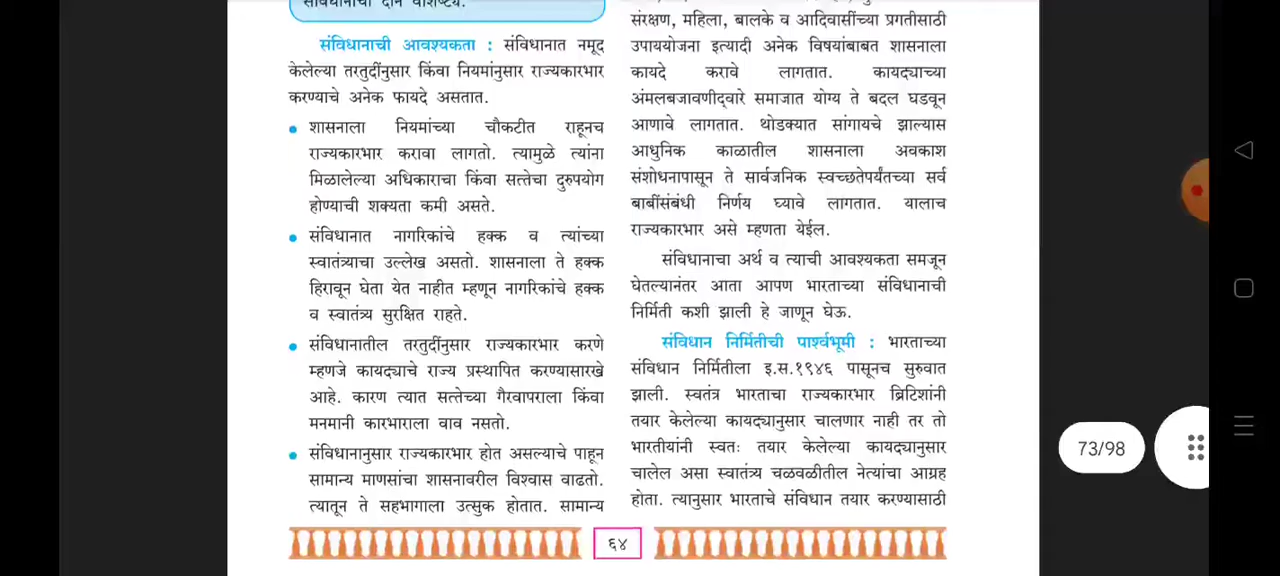 संविधानाची दोन वैशिष्ट्ये.
संविधानाची आवश्यकता : संविधानात नमूद
केलेल्या तरतुदींनुसार किंवा नियमांनुसार राज्यकारभार
करण्याचे अनेक फायदे असतात.
• शासनाला नियमांच्या चौकटीत राहूनच
राज्यकारभार करावा लागतो. त्यामुळे त्यांना
मिळालेल्या अधिकाराचा किंवा सत्तेचा दुरुपयोग
होण्याची शक्यता कमी असते.
• संविधानात नागरिकांचे हक्क व त्यांच्या
स्वातंत्र्याचा उल्लेख असतो. शासनाला ते हक्क
हिरावून घेता येत नाहीत म्हणून नागरिकांचे हक्क
व स्वातंत्र्य सुरक्षित राहते.
• संविधानातील तरतुदींनुसार राज्यकारभार करणे
म्हणजे कायद्याचे राज्य प्रस्थापित करण्यासारखे
आहे. कारण त्यात सत्तेच्या गैरवापराला किंवा
मनमानी कारभाराला वाव नसतो.
• संविधानानुसार राज्यकारभार होत असल्याचे पाहून
सामान्य माणसांचा शासनावरील विश्वास वाढतो.
त्यातून ते सहभागाला उत्सुक होतात. सामान्य
संरक्षण, महिला, बालके व आदिवासींच्या प्रगतीसाठी
उपाययोजना इत्यादी अनेक विषयांबाबत शासनाला
कायदे करावे लागतात. कायद्याच्या
अंमलबजावणीद्‌वारे समाजात योग्य ते बदल घडवून
आणावे लागतात. थोडक्यात सांगायचे झाल्यास
आधुनिक काळातील शासनाला अवकाश
संशोधनापासून ते सार्वजनिक स्वच्छतेपर्यंतच्या सर्व
बाबींसंबंधी निर्णय घ्यावे लागतात. यालाच
राज्यकारभार असे म्हणता येईल.
संविधानाचा अर्थ व त्याची आवश्यकता समजून
घेतल्यानंतर आता आपण भारताच्या संविधानाची
निर्मिती कशी झाली हे जाणून घेऊ.
संविधान निर्मितीची पार्श्वभूमी : भारताच्या
संविधान निर्मितीला इ.स.१९४६ पासूनच सुरुवात
झाली. स्वतंत्र भारताचा राज्यकारभार ब्रिटिशांनी
तयार केलेल्या कायद्यानुसार चालणार नाही तर तो
भारतीयांनी स्वतः तयार केलेल्या कायद्यानुसार
चालेल असा स्वातंत्र्य चळवळीतील नेत्यांचा आग्रह
होता. त्यानुसार भारताचे संविधान तयार करण्यासाठी
६४
73/98